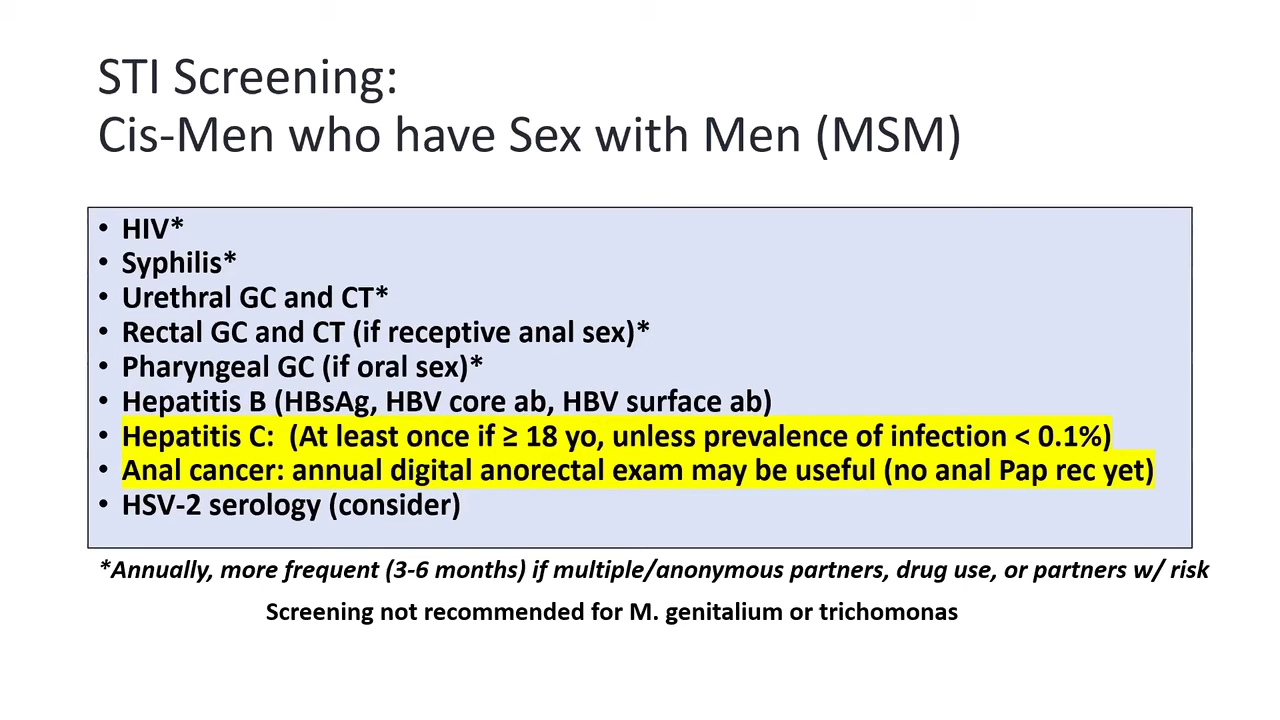 STI Screening:
Cis-Men who have Sex with Men (MSM)
• HIV*
• Syphilis*
• Urethral GC and CT*
• Rectal GC and CT (if receptive anal sex)*
• Pharyngeal GC (if oral sex)*
• Hepatitis B (HBsAg, HBV core ab, HBV surface ab)
• Hepatitis C:  (At least once if ≥ 18 yo, unless prevalence of infection < 0.1%)
• Anal cancer: annual digital anorectal exam may be useful (no anal Pap rec yet)
• HSV-2 serology (consider)
*Annually, more frequent (3-6 months) if multiple/anonymous partners, drug use, or partners w/ risk
Screening not recommended for M. genitalium or trichomonas